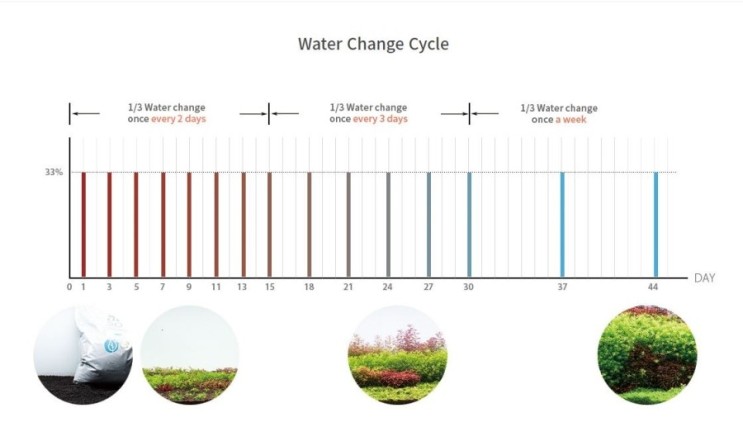 Water Change Cycle
1/3 Water change
once every 2 days
1/3 Water change
once every 3 days
1/3 Water change
once a week
33%
0 1 3 5 7 9 11 13 15 18 21 24 27 30 37 44 DAY